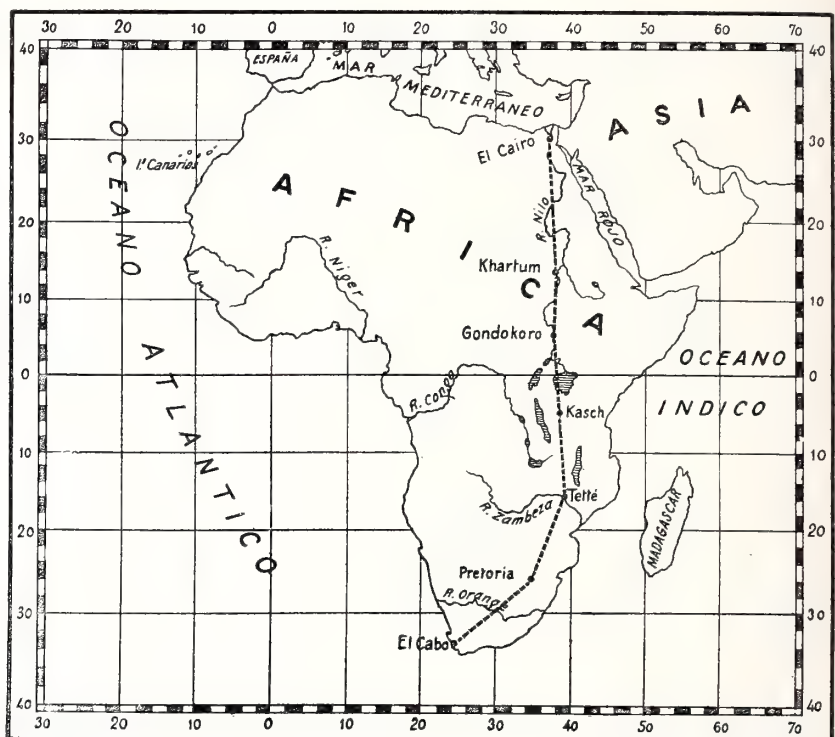 30 20 10 0 10 20 30 40 50 60 70
40 40
ESPAÑA
MAR
MEDITERRANEO
ASIA
OCEANO
30 30
El Cairo
Iª Canarias
MAR ROJO
AFRICA
R. Nilo
20 20
R. Niger
Khartum
10 10
Gondokoro
ATLANTICO
OCEANO
0 0
R. Congo
Kasch
INDICO
10 10
Tetté
R. Zambeza
MADAGASCAR
20 20
Pretoria
R. Orange
30 30
El Cabo
40 40
30 20 10 0 10 20 30 40 50 60 70